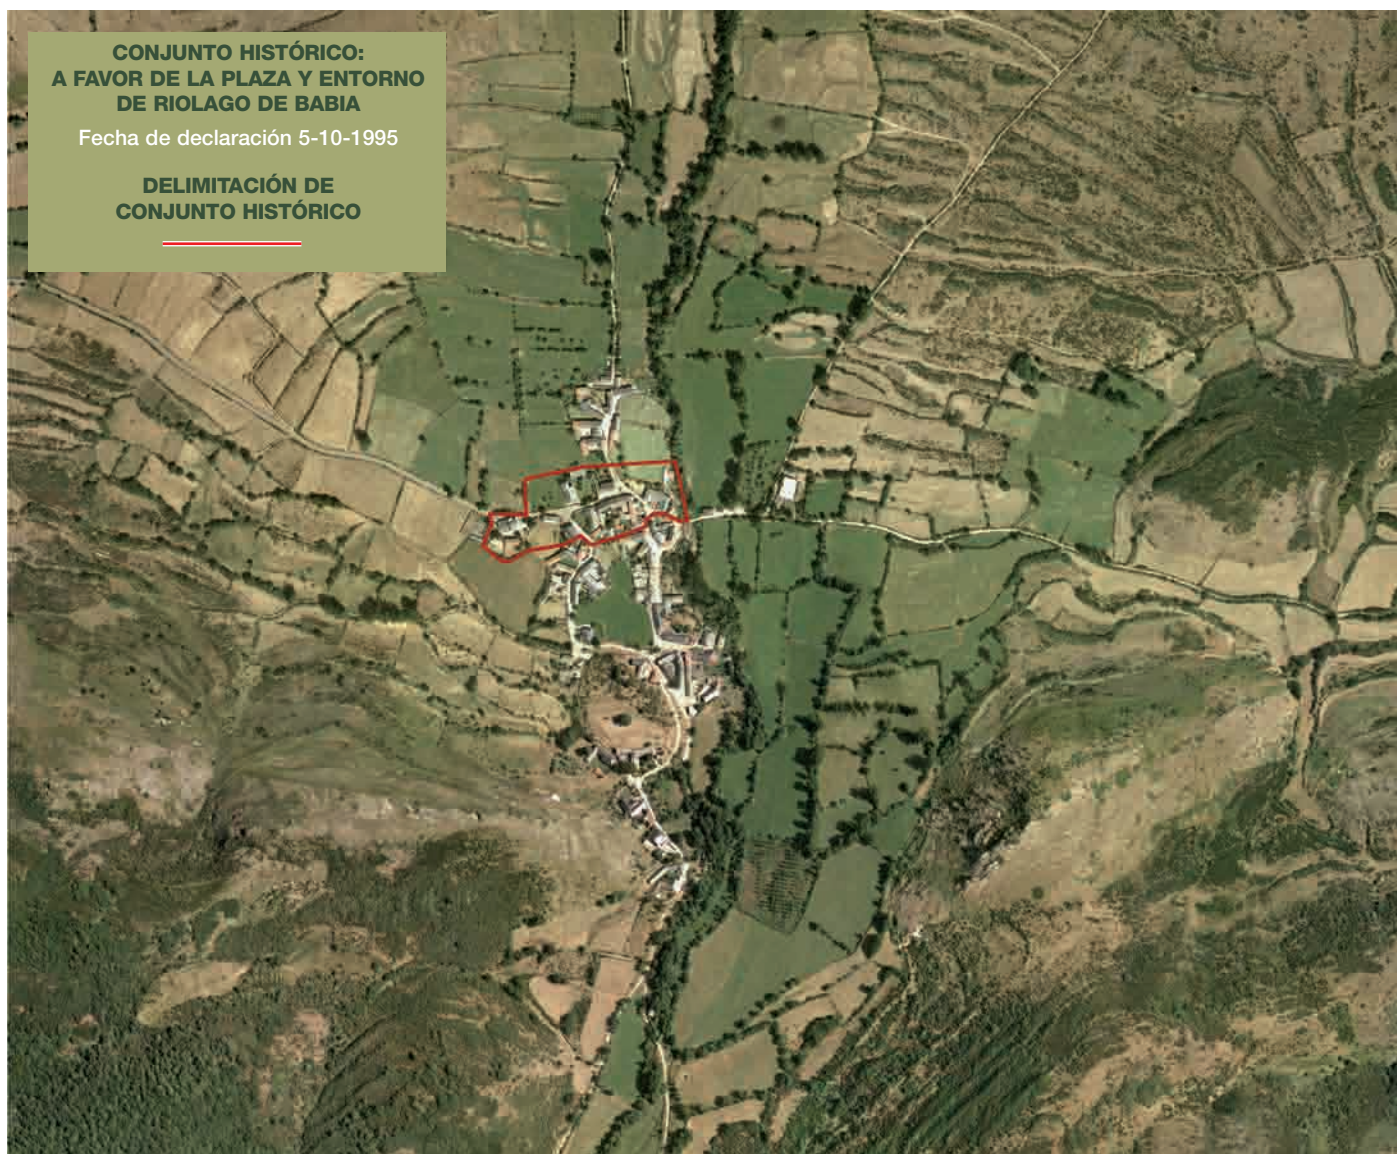 CONJUNTO HISTÓRICO:
A FAVOR DE LA PLAZA Y ENTORNO
DE RIOLAGO DE BABIA
Fecha de declaración 5-10-1995
DELIMITACIÓN DE
CONJUNTO HISTÓRICO